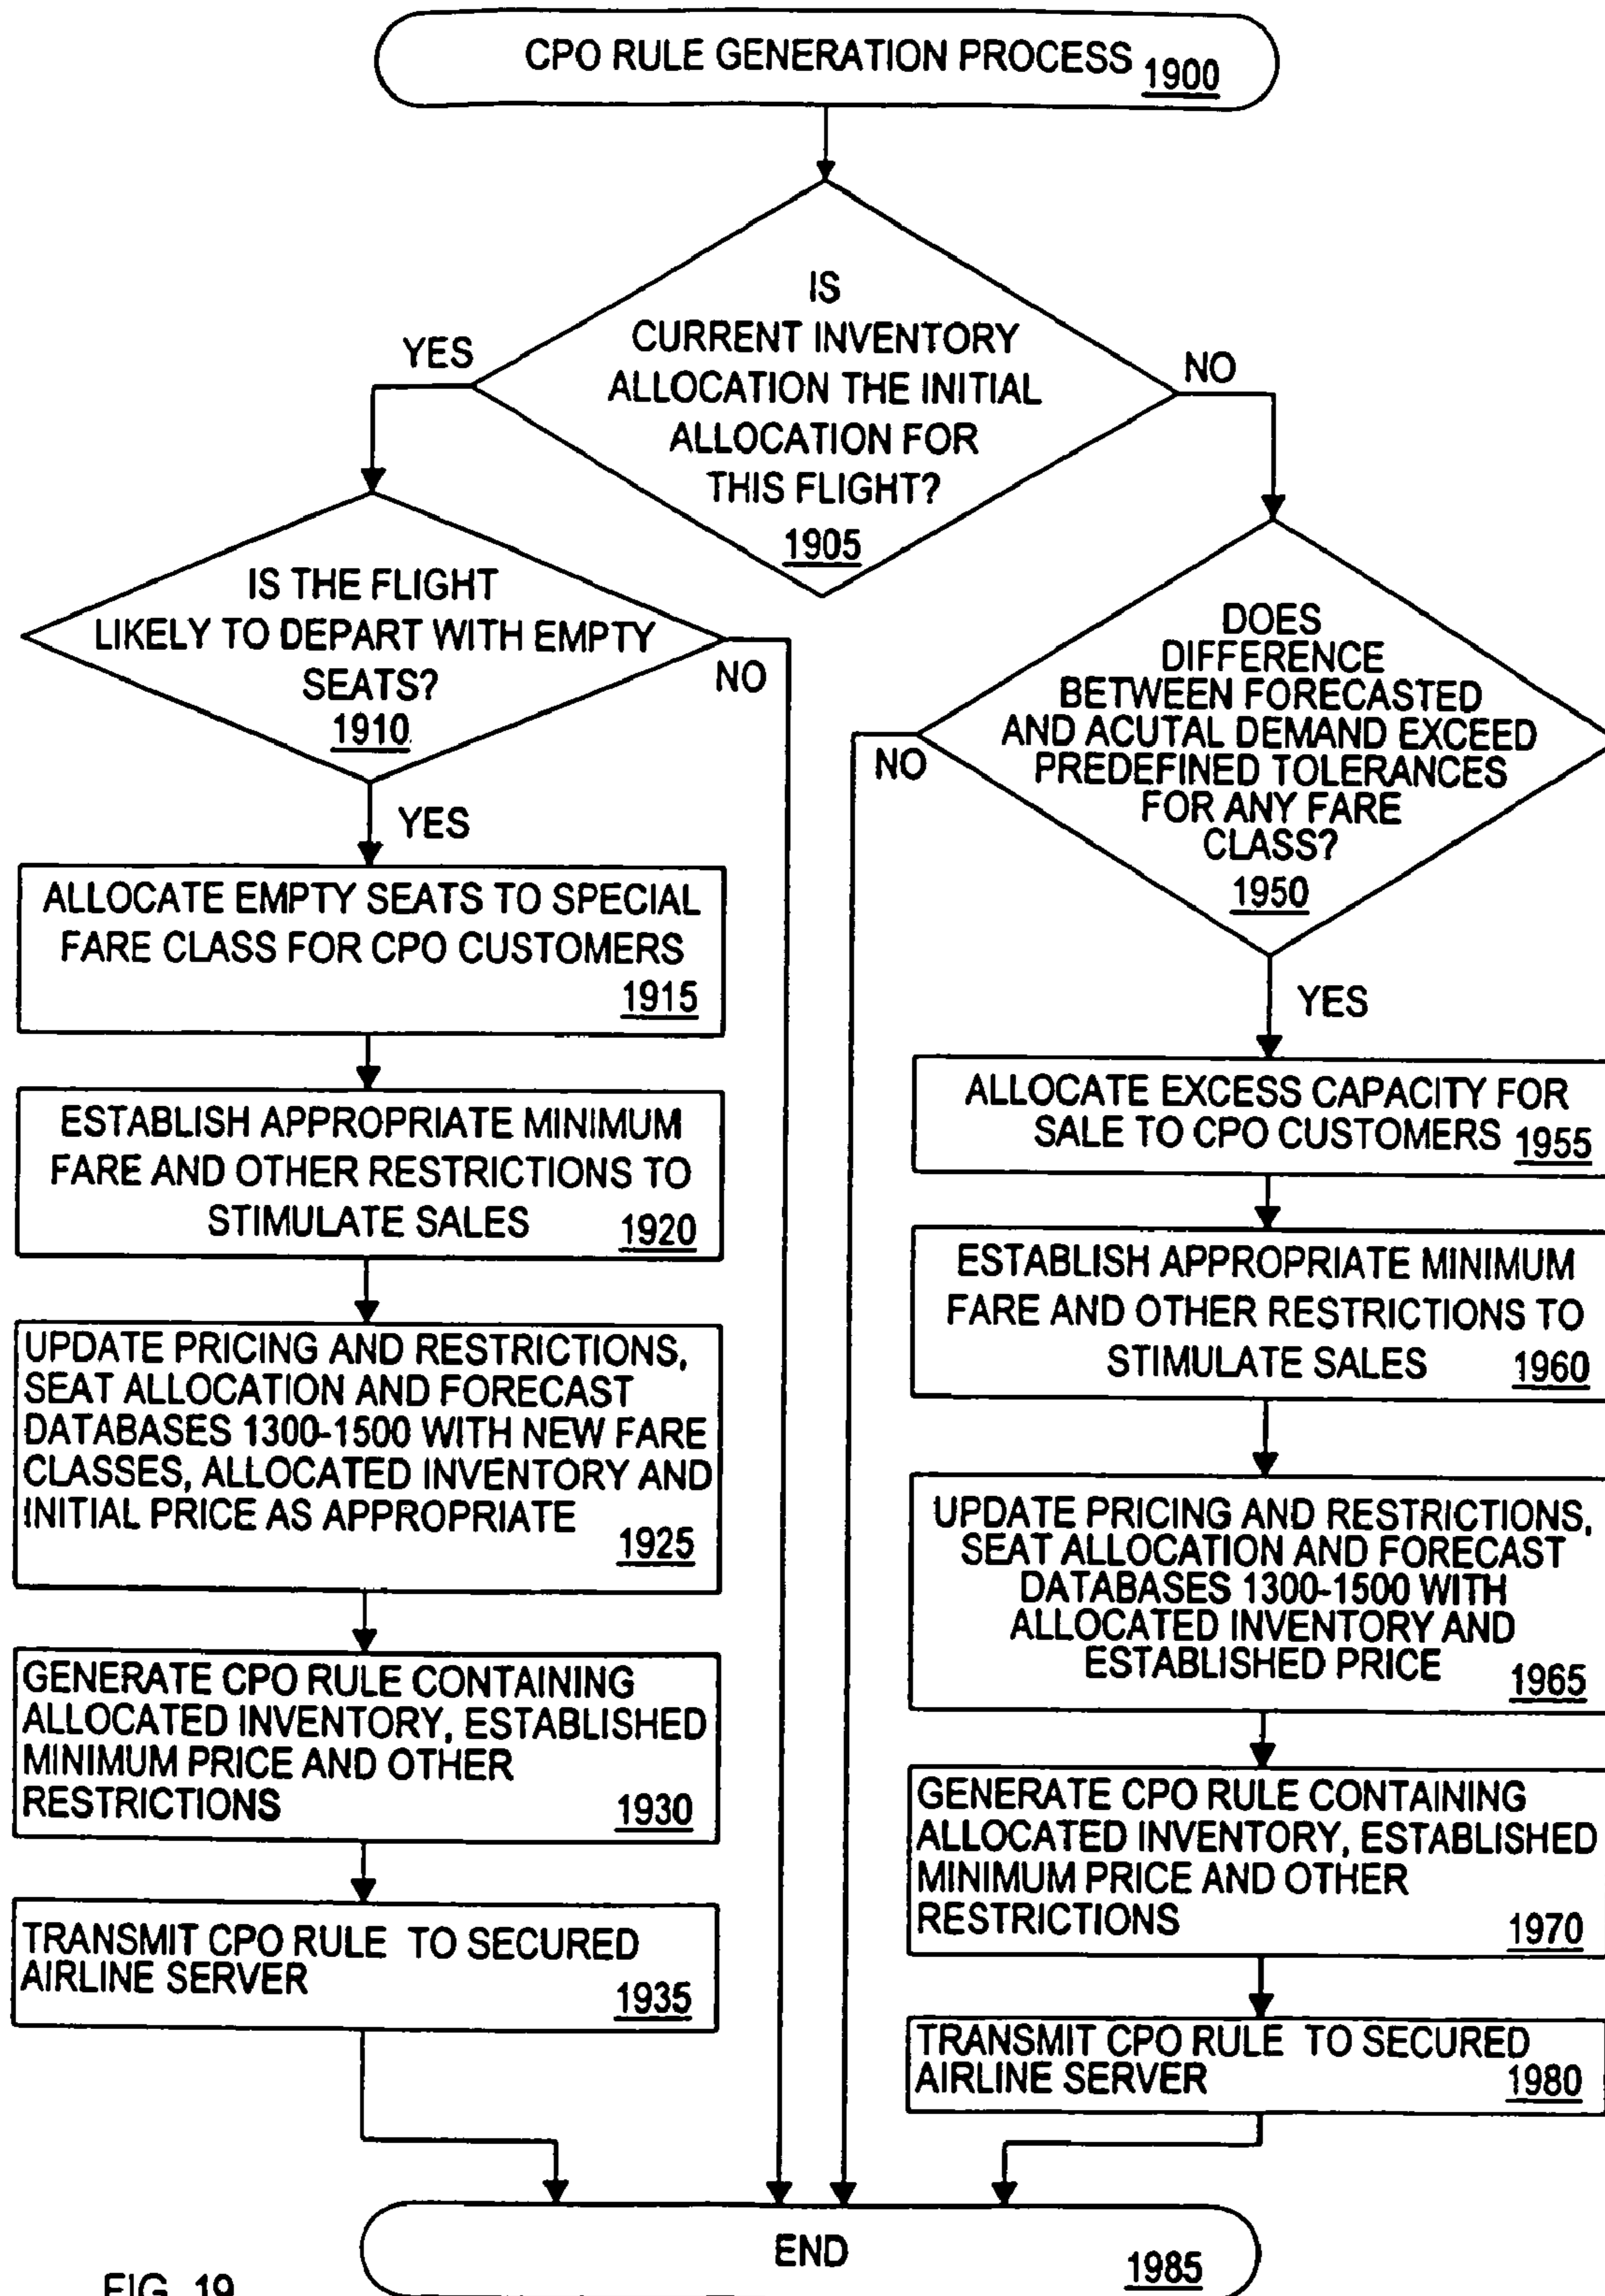 CPO RULE GENERATION PROCESS 1900
IS
CURRENT INVENTORY
ALLOCATION THE INITIAL
ALLOCATION FOR
THIS FLIGHT?
1905
YES
NO
IS THE FLIGHT
LIKELY TO DEPART WITH EMPTY
SEATS?
1910
NO
YES
ALLOCATE EMPTY SEATS TO SPECIAL
FARE CLASS FOR CPO CUSTOMERS
1915
ESTABLISH APPROPRIATE MINIMUM
FARE AND OTHER RESTRICTIONS TO
STIMULATE SALES 1920
UPDATE PRICING AND RESTRICTIONS,
SEAT ALLOCATION AND FORECAST
DATABASES 1300-1500 WITH NEW FARE
CLASSES, ALLOCATED INVENTORY AND
INITIAL PRICE AS APPROPRIATE
1925
GENERATE CPO RULE CONTAINING
ALLOCATED INVENTORY, ESTABLISHED
MINIMUM PRICE AND OTHER
RESTRICTIONS 1930
TRANSMIT CPO RULE TO SECURED
AIRLINE SERVER
1935
DOES
DIFFERENCE
BETWEEN FORECASTED
AND ACUTAL DEMAND EXCEED
PREDEFINED TOLERANCES
FOR ANY FARE
CLASS?
1950
NO
YES
ALLOCATE EXCESS CAPACITY FOR
SALE TO CPO CUSTOMERS 1955
ESTABLISH APPROPRIATE MINIMUM
FARE AND OTHER RESTRICTIONS TO
STIMULATE SALES 1960
UPDATE PRICING AND RESTRICTIONS,
SEAT ALLOCATION AND FORECAST
DATABASES 1300-1500 WITH
ALLOCATED INVENTORY AND
ESTABLISHED PRICE 1965
GENERATE CPO RULE CONTAINING
ALLOCATED INVENTORY, ESTABLISHED
MINIMUM PRICE AND OTHER
RESTRICTIONS 1970
TRANSMIT CPO RULE TO SECURED
AIRLINE SERVER 1980
END 1985
FIG. 19